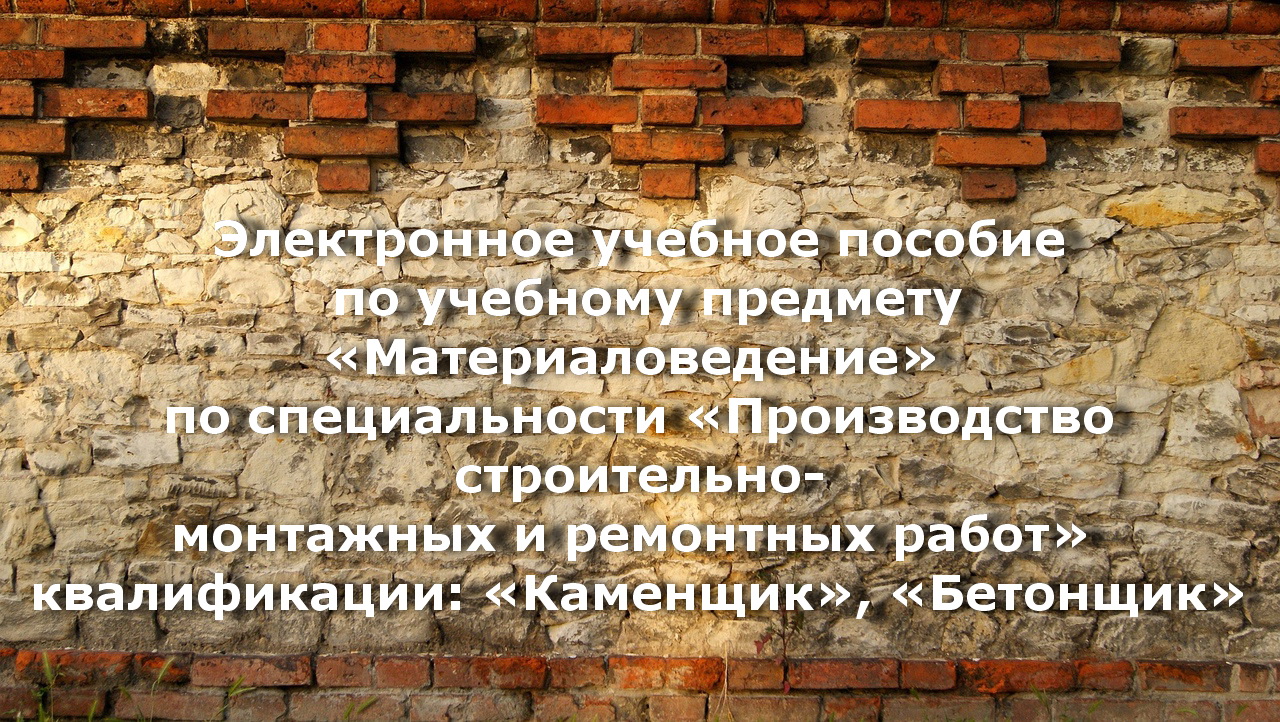 Электронное учебное пособие
по учебному предмету
«Материаловедение»
по специальности «Производство
строительно-
монтажных и ремонтных работ»
квалификации: «Каменщик», «Бетонщик»